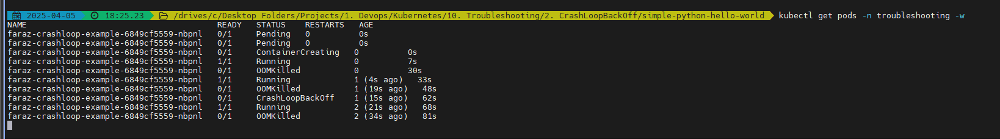 2025-04-05 18:25.23 /drives/c/Desktop Folders/Projects/1. Devops/Kubernetes/10. Troubleshooting/2. CrashLoopBackOff/simple-python-hello-world kubectl get pods -n troubleshooting -w
NAME READY STATUS RESTARTS AGE
faraz-crashloop-example-6849cf5559-nbpnl 0/1 Pending 0 0s
faraz-crashloop-example-6849cf5559-nbpnl 0/1 Pending 0 0s
faraz-crashloop-example-6849cf5559-nbpnl 0/1 ContainerCreating 0 0s
faraz-crashloop-example-6849cf5559-nbpnl 1/1 Running 0 7s
faraz-crashloop-example-6849cf5559-nbpnl 0/1 OOMKilled 0 30s
faraz-crashloop-example-6849cf5559-nbpnl 1/1 Running 1 (4s ago) 33s
faraz-crashloop-example-6849cf5559-nbpnl 0/1 OOMKilled 1 (19s ago) 48s
faraz-crashloop-example-6849cf5559-nbpnl 0/1 CrashLoopBackOff 1 (15s ago) 62s
faraz-crashloop-example-6849cf5559-nbpnl 1/1 Running 2 (21s ago) 68s
faraz-crashloop-example-6849cf5559-nbpnl 0/1 OOMKilled 2 (34s ago) 81s